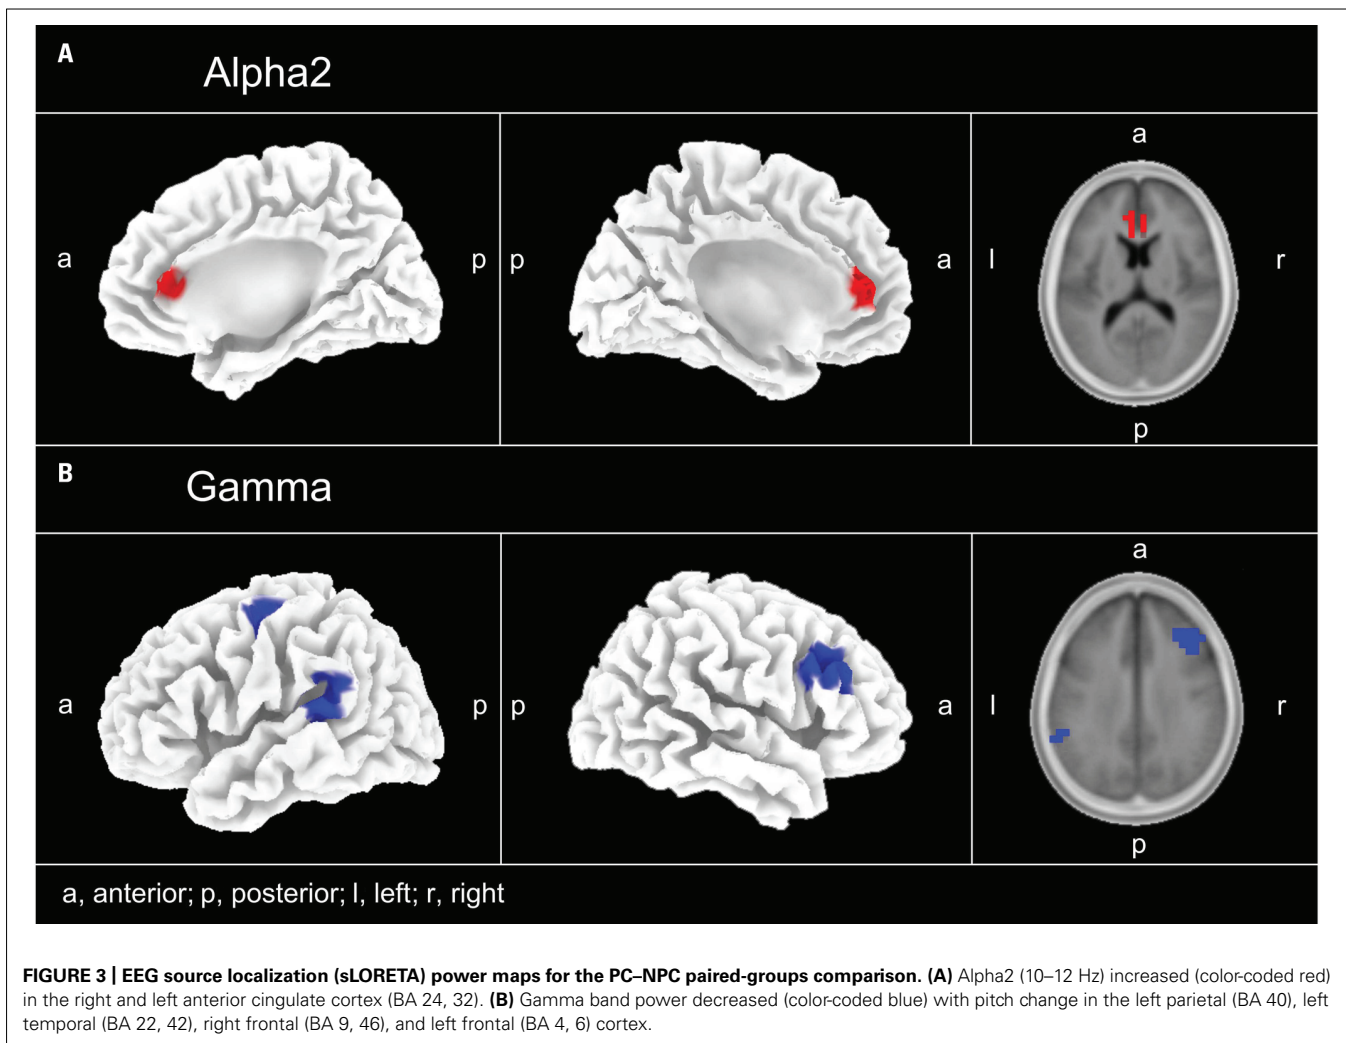 A
Alpha2
a
p
p
a
a
l
r
p
B
Gamma
a
p
p
a
a
l
r
p
a, anterior; p, posterior; l, left; r, right
FIGURE 3 | EEG source localization (sLORETA) power maps for the PC–NPC paired-groups comparison. (A) Alpha2 (10–12 Hz) increased (color-coded red)
in the right and left anterior cingulate cortex (BA 24, 32). (B) Gamma band power decreased (color-coded blue) with pitch change in the left parietal (BA 40), left
temporal (BA 22, 42), right frontal (BA 9, 46), and left frontal (BA 4, 6) cortex.